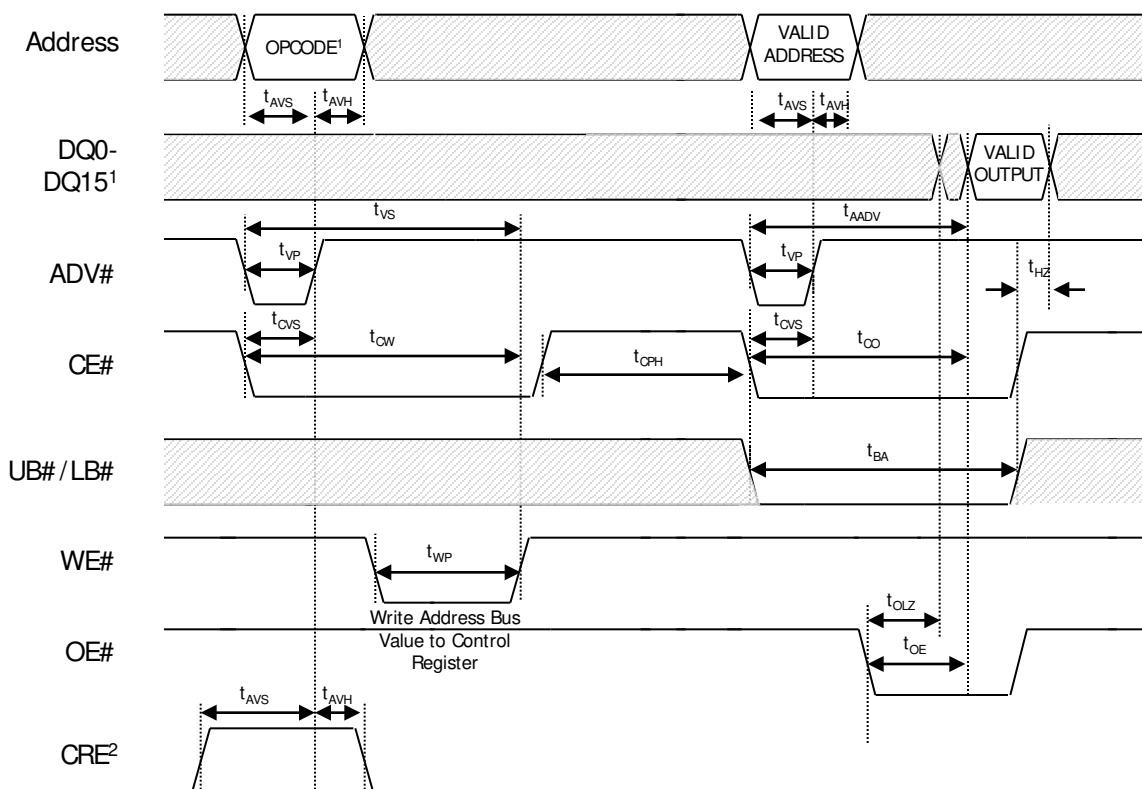 Address
OPCODE¹
VALID
ADDRESS
tAVS
tAVH
tAVS
tAVH
DQ0-
DQ15¹
VALID
OUTPUT
tVS
tAADV
ADV#
tVP
tVP
tHZ
CE#
tCVS
tCW
tCPH
tCVS
tCO
UB# / LB#
tBA
WE#
tWP
Write Address Bus
Value to Control
Register
OE#
tOLZ
tOE
tAVS
tAVH
CRE²